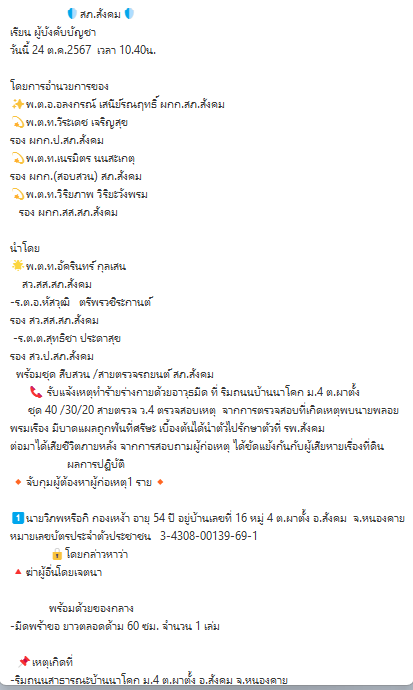 🛡️ สภ.สังคม 🛡️
เรียน ผู้บังคับบัญชา
วันนี้ 24 ต.ค.2567 เวลา 10.40น.
โดยการอำนวยการของ
✨พ.ต.อ.อลงกรณ์ เสนีย์รณฤทธิ์ ผกก.สภ.สังคม
💫พ.ต.ท.วีระเดช เจริญสุข
รอง ผกก.ป.สภ.สังคม
💫พ.ต.ท.เนรมิตร นนสะเกตุ
รอง ผกก.(สอบสวน) สภ.สังคม
💫พ.ต.ท.วิริยภาพ วิริยะวังพรม
รอง ผกก.สส.สภ.สังคม
นำโดย
🌟พ.ต.ท.อัครินทร์ กุลเสน
สว.สส.สภ.สังคม
-ร.ต.อ.หัสวุฒิ ตรีพรวชิระกานต์
รอง สว.สส.สภ.สังคม
-ร.ต.ต.สุทธิชา ประดาสุข
รอง สว.ป.สภ.สังคม
พร้อมชุด สืบสวน /สายตรวจรถยนต์ สภ.สังคม
📞 รับแจ้งเหตุทำร้ายร่างกายด้วยอาวุธมีด ที่ ริมถนนบ้านนาโคก ม.4 ต.ผาตั้ง
ชุด 40 /30/20 สายตรวจ ว.4 ตรวจสอบเหตุ จากการตรวจสอบที่เกิดเหตุพบนายพลอย
พรมเรือง มีบาดแผลถูกฟันที่ศรีษะ เบื้องต้นได้นำตัวไปรักษาตัวที่ รพ.สังคม
ต่อมาได้เสียชีวิตภายหลัง จากการสอบถามผู้ก่อเหตุ ได้ขัดแย้งกันกับผู้เสียหายเรื่องที่ดิน
ผลการปฏิบัติ
🔸จับกุมผู้ต้องหาผู้ก่อเหตุ1 ราย🔸
1️⃣นายวิภพหรือกิ กองเหง้า อายุ 54 ปี อยู่บ้านเลขที่ 16 หมู่ 4 ต.ผาตั้ง อ.สังคม จ.หนองคาย
หมายเลขบัตรประจำตัวประชาชน 3-4308-00139-69-1
🔒โดยกล่าวหาว่า
🔺ฆ่าผู้อื่นโดยเจตนา
พร้อมด้วยของกลาง
-มีดพร้าขอ ยาวตลอดด้าม 60 ซม. จำนวน 1 เล่ม
📌เหตุเกิดที่
-ริมถนนสาธารณะบ้านนาโคก ม.4 ต.ผาตั้ง อ.สังคม จ.หนองคาย